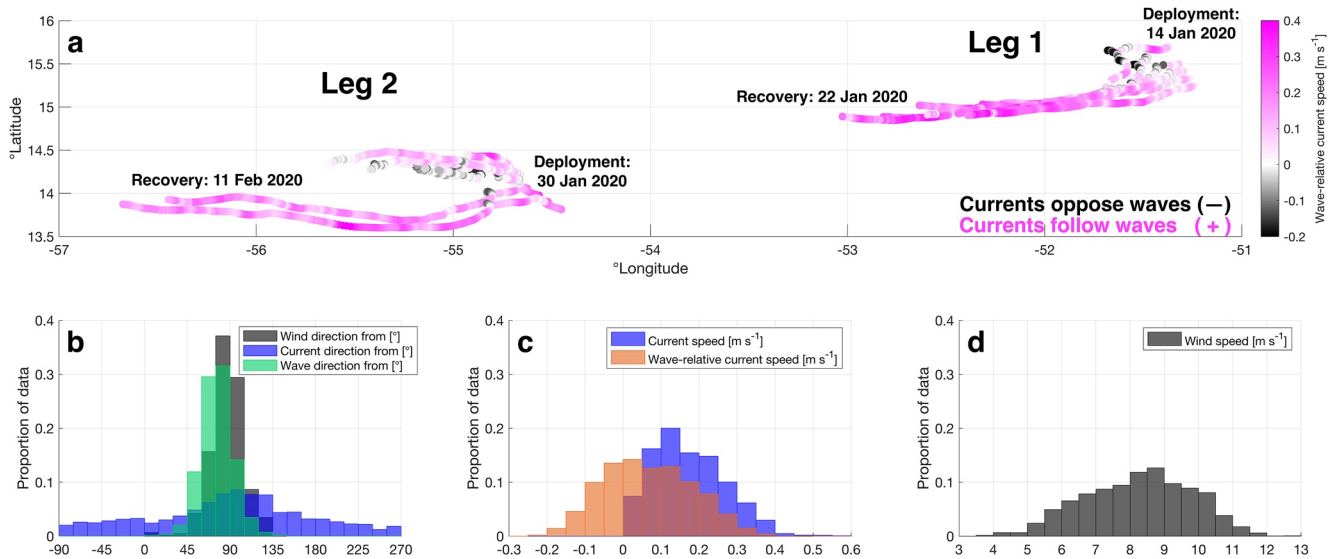 a
Leg 1
Leg 2
Deployment:
14 Jan 2020
Recovery: 22 Jan 2020
Deployment:
30 Jan 2020
Recovery: 11 Feb 2020
Currents oppose waves (—)
Currents follow waves (+)
16
15.5
15
14.5
14
13.5
°Latitude
-57
-56
-55
-54
-53
-52
-51
°Longitude
0.4
0.3
0.2
0.1
0
-0.1
-0.2
Wave-relative current speed [m s⁻¹]
b
Wind direction from [°]
Current direction from [°]
Wave direction from [°]
0.4
0.3
0.2
0.1
0
Proportion of data
-90
-45
0
45
90
135
180
225
270
c
Current speed [m s⁻¹]
Wave-relative current speed [m s⁻¹]
0.4
0.3
0.2
0.1
0
Proportion of data
-0.3
-0.2
-0.1
0
0.1
0.2
0.3
0.4
0.5
0.6
d
Wind speed [m s⁻¹]
0.4
0.3
0.2
0.1
0
Proportion of data
3
4
5
6
7
8
9
10
11
12
13